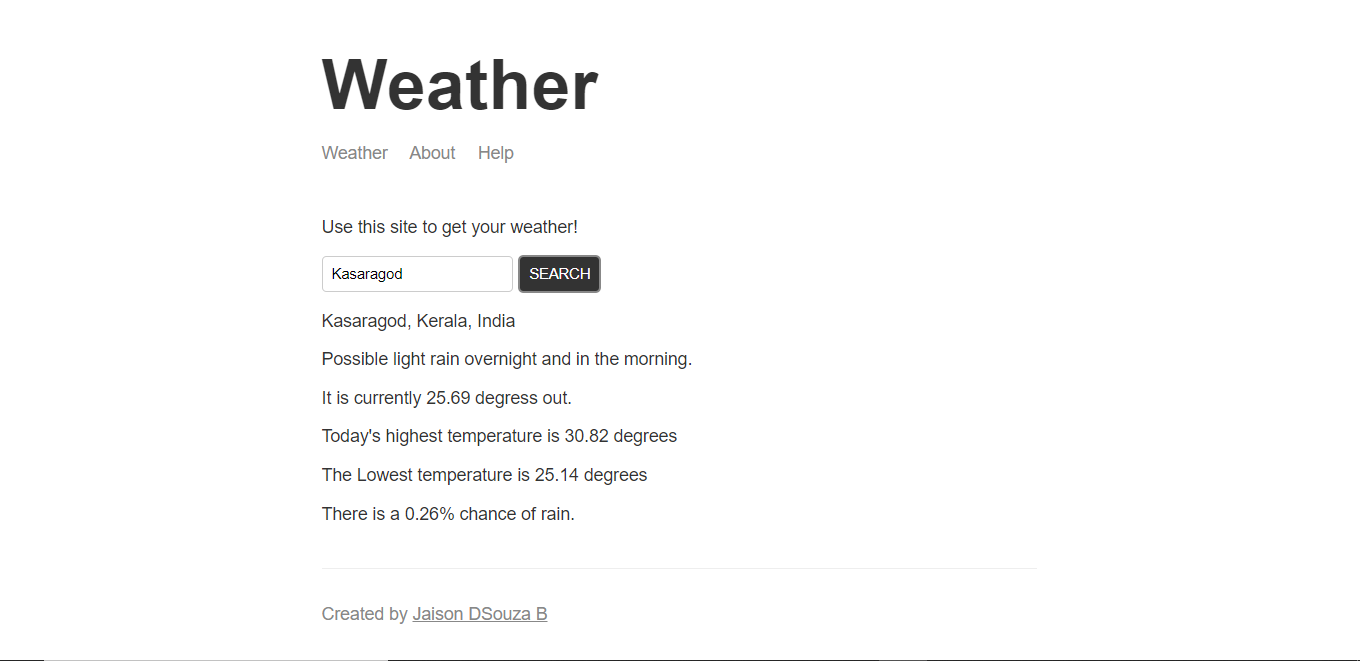 Weather
Weather About Help
Use this site to get your weather!
Kasaragod SEARCH
Kasaragod, Kerala, India
Possible light rain overnight and in the morning.
It is currently 25.69 degress out.
Today's highest temperature is 30.82 degrees
The Lowest temperature is 25.14 degrees
There is a 0.26% chance of rain.
Created by Jaison DSouza B